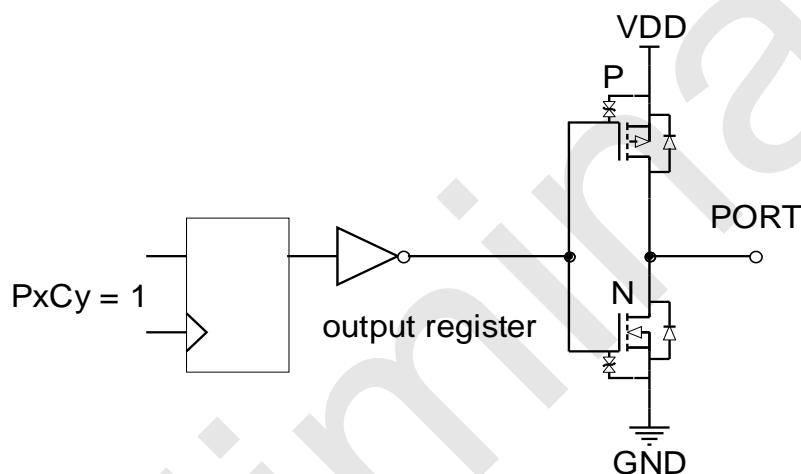 VDD
P
PORT
PxCy = 1
N
output register
GND